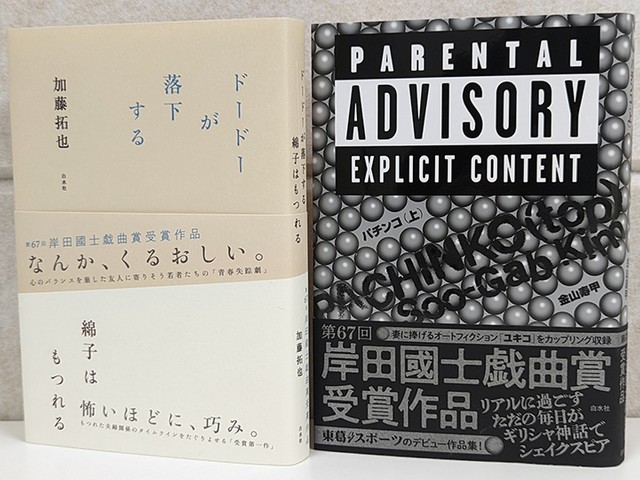 ドードーが
落下
する
加藤拓也
白水社
第67回 岸田國士戯曲賞受賞作品
なんか、くるおしい。
心のバランスを崩した友人に寄りそう若者たちの「青春失踪劇」
綿子は
もつれる
怖いほどに、巧み。
もつれた夫婦関係のタイムラインをたぐりよせる「受賞第一作」
ドードーが落下する
綿子はもつれる
加藤拓也
白水社
PARENTAL
ADVISORY
EXPLICIT CONTENT
パチンコ(上)
CHINKO(top)
Soo-Gab Kim
金山寿甲
第67回
妻に捧げるオートフィクション「ユキコ」をカップリング収録
岸田國士戯曲賞
受賞作品
白水社
リアルに過ごす
ただの毎日が
ギリシャ神話で
シェイクスピア
東葛スポーツのデビュー作品集!